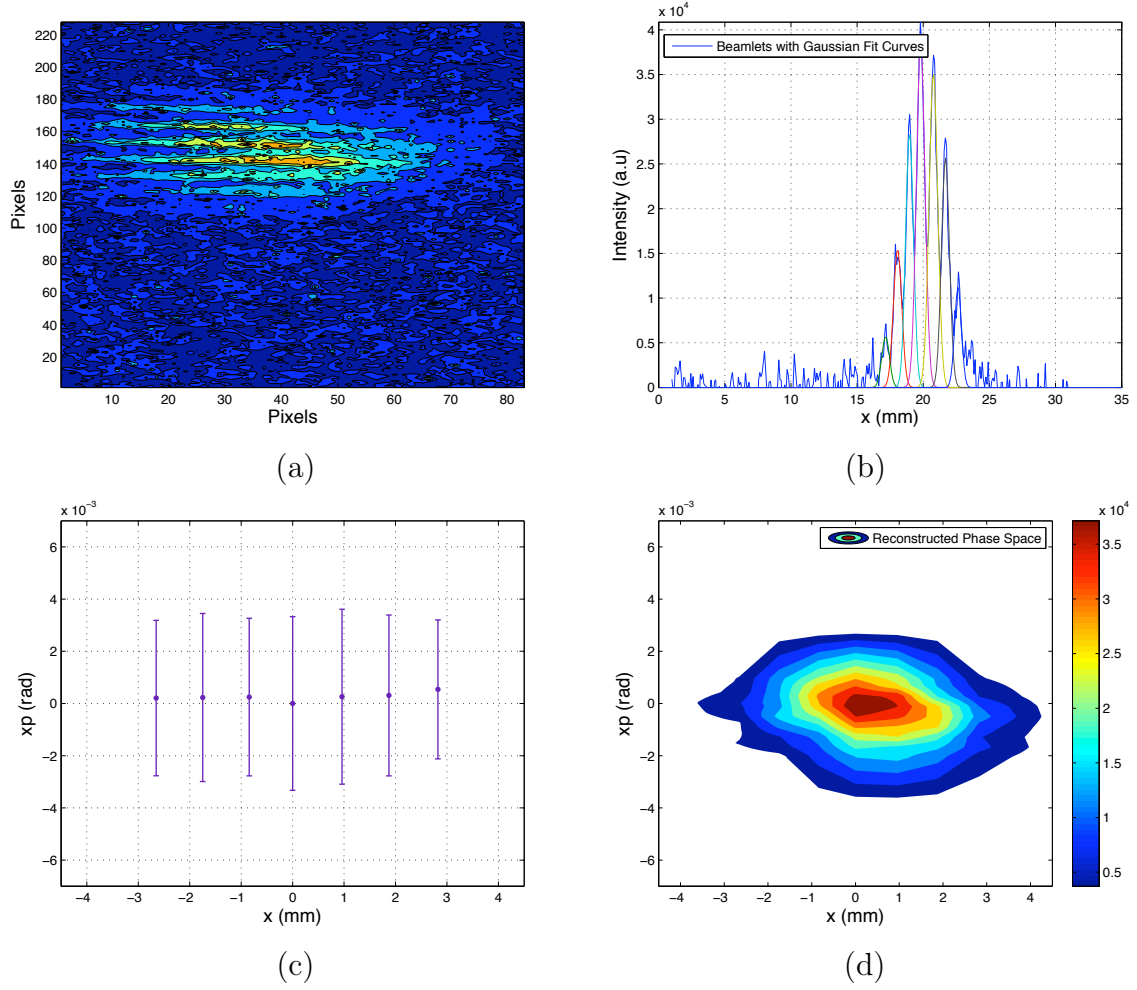 220
200
180
160
140
120
100
80
60
40
20
Pixels
10 20 30 40 50 60 70 80
Pixels
(a)
x 10⁴
Beamlets with Gaussian Fit Curves
4
3.5
3
2.5
2
1.5
1
0.5
0
Intensity (a.u)
0 5 10 15 20 25 30 35
x (mm)
(b)
x 10⁻³
6
4
2
0
−2
−4
−6
xp (rad)
−4 −3 −2 −1 0 1 2 3 4
x (mm)
(c)
x 10⁻³
Reconstructed Phase Space
6
4
2
0
−2
−4
−6
xp (rad)
−4 −3 −2 −1 0 1 2 3 4
x (mm)
x 10⁴
3.5
3
2.5
2
1.5
1
0.5
(d)